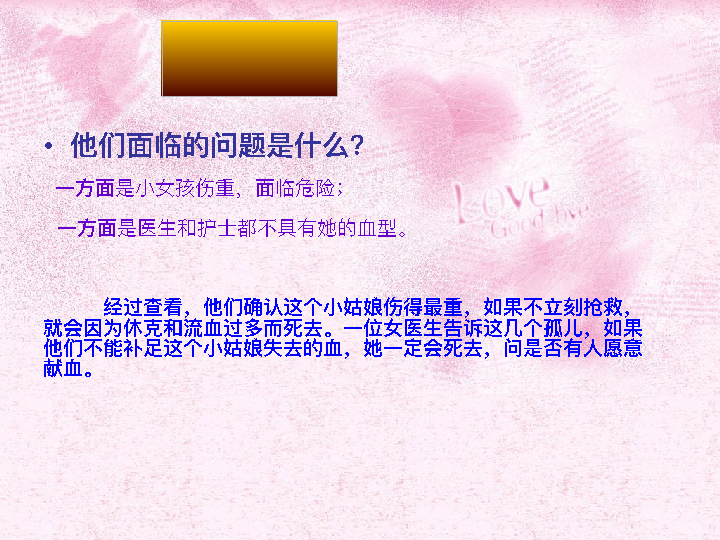 • 他们面临的问题是什么？
一方面是小女孩伤重，面临危险；
一方面是医生和护士都不具有她的血型。
Love
Good bye
经过查看，他们确认这个小姑娘伤得最重，如果不立刻抢救，
就会因为休克和流血过多而死去。一位女医生告诉这几个孤儿，如果
他们不能补足这个小姑娘失去的血，她一定会死去，问是否有人愿意
献血。